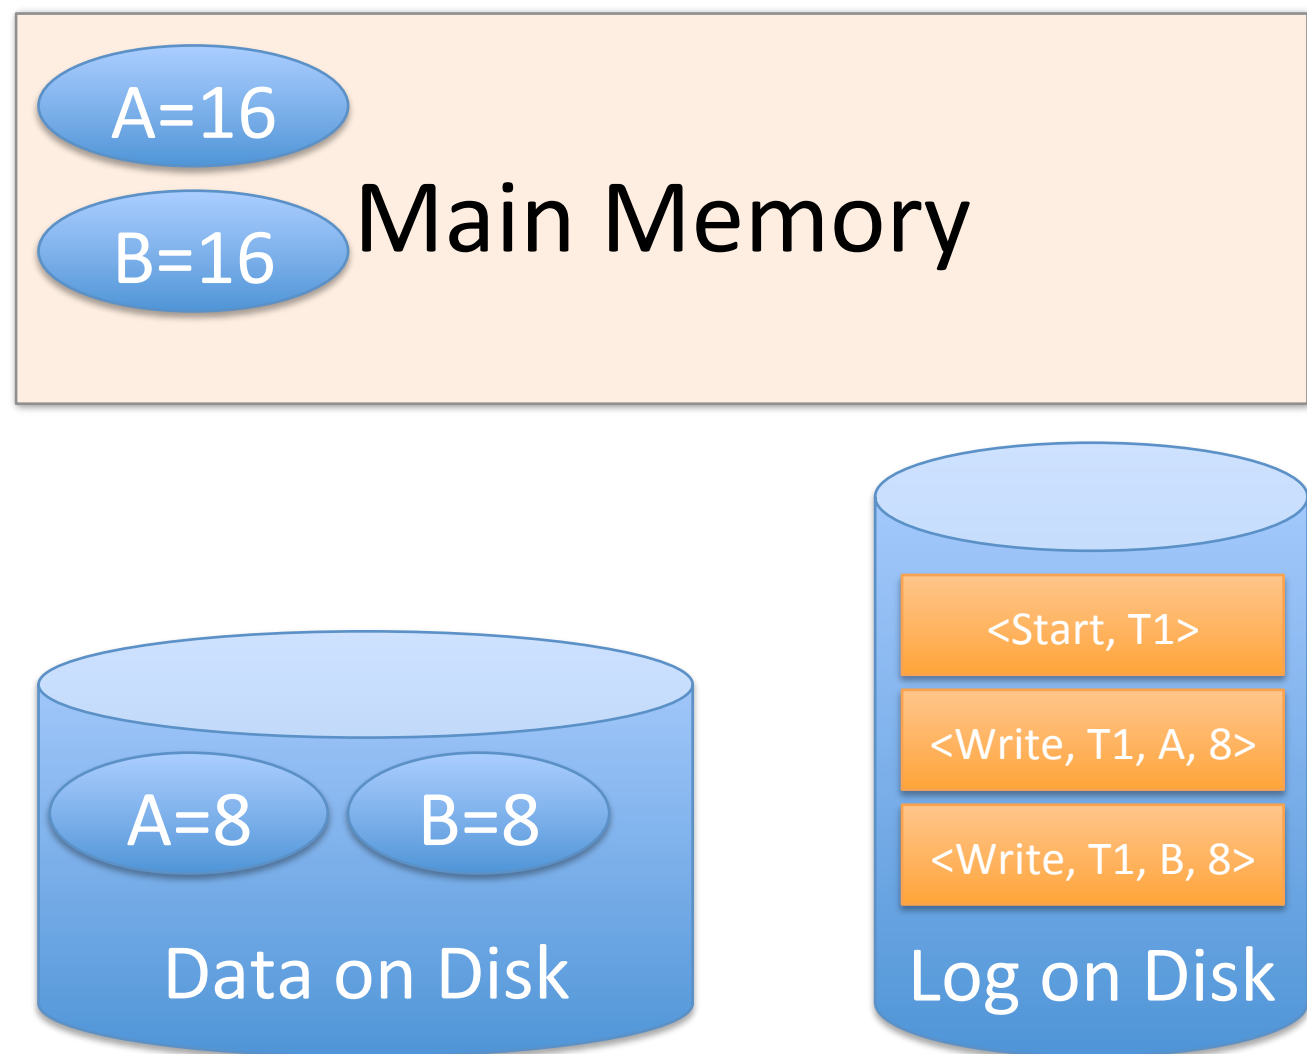 A=16
B=16
Main Memory
<Start, T1>
<Write, T1, A, 8>
<Write, T1, B, 8>
A=8
B=8
Data on Disk
Log on Disk